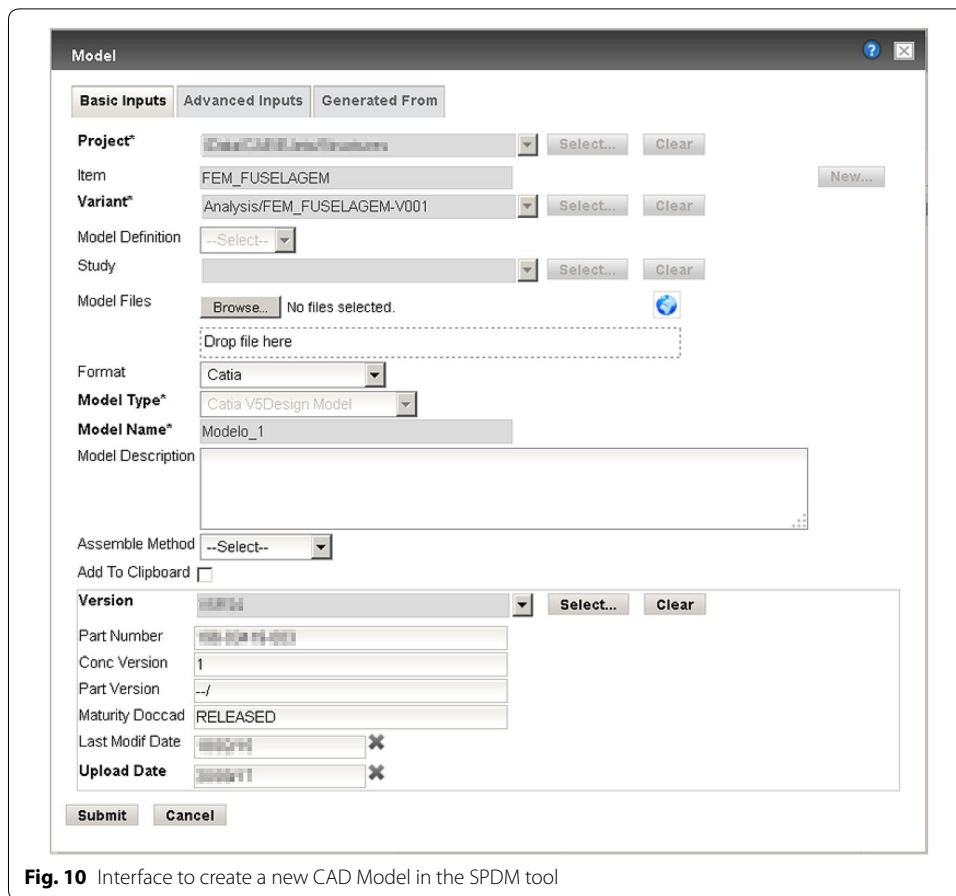 Model
Basic Inputs Advanced Inputs Generated From
Project* Select... Clear
Item FEM_FUSELAGEM New...
Variant* Analysis/FEM_FUSELAGEM-V001 Select... Clear
Model Definition --Select--
Study Select... Clear
Model Files Browse... No files selected.
Drop file here
Format Catia
Model Type* Catia V5Design Model
Model Name* Modelo_1
Model Description
Assemble Method --Select--
Add To Clipboard
Version Select... Clear
Part Number
Conc Version 1
Part Version --/
Maturity Doccad RELEASED
Last Modif Date
Upload Date
Submit Cancel
Fig. 10 Interface to create a new CAD Model in the SPDM tool